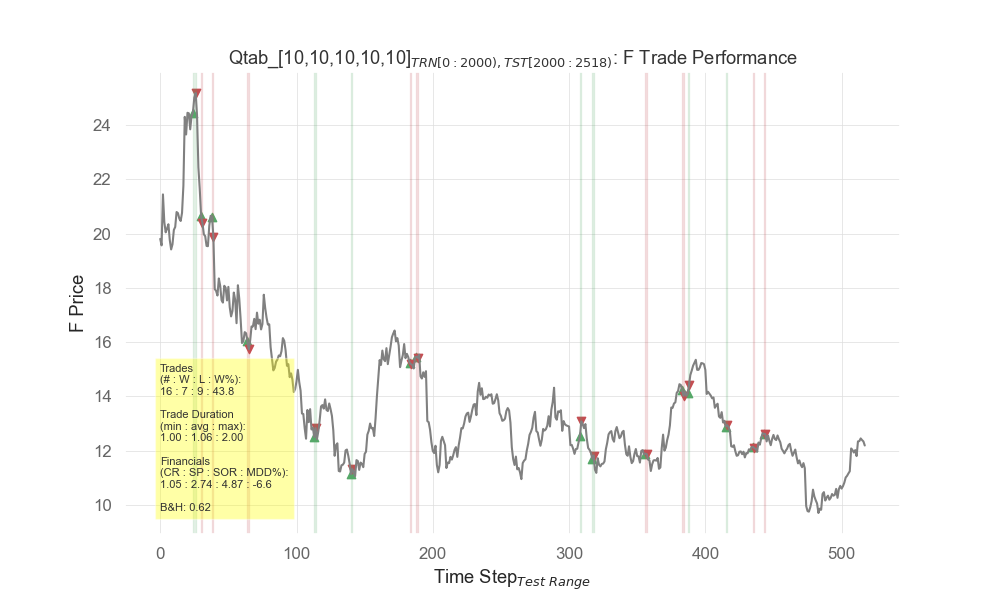 Qtab_[10,10,10,10,10]TRN[0 : 2000), TST[2000 : 2518): F Trade Performance
24
22
20
18
16
14
12
10
F Price
Trades
(# : W : L : W%):
16 : 7 : 9 : 43.8
Trade Duration
(min : avg : max):
1.00 : 1.06 : 2.00
Financials
(CR : SP : SOR : MDD%):
1.05 : 2.74 : 4.87 : -6.6
B&H: 0.62
0 100 200 300 400 500
Time StepTest Range